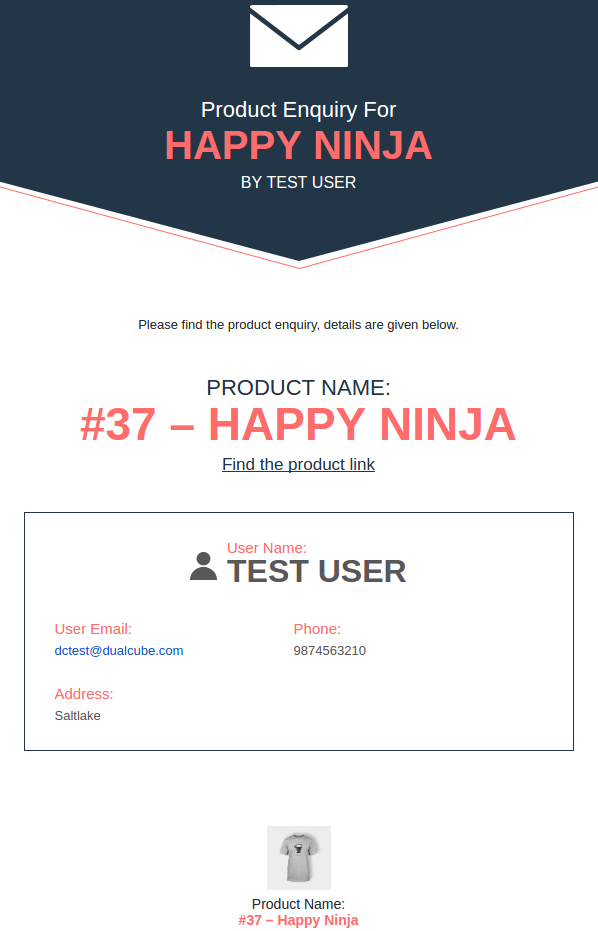 Product Enquiry For
HAPPY NINJA
BY TEST USER
Please find the product enquiry, details are given below.
PRODUCT NAME:
#37 – HAPPY NINJA
Find the product link
User Name:
TEST USER
User Email:
dctest@dualcube.com
Phone:
9874563210
Address:
Saltlake
Product Name:
#37 – Happy Ninja